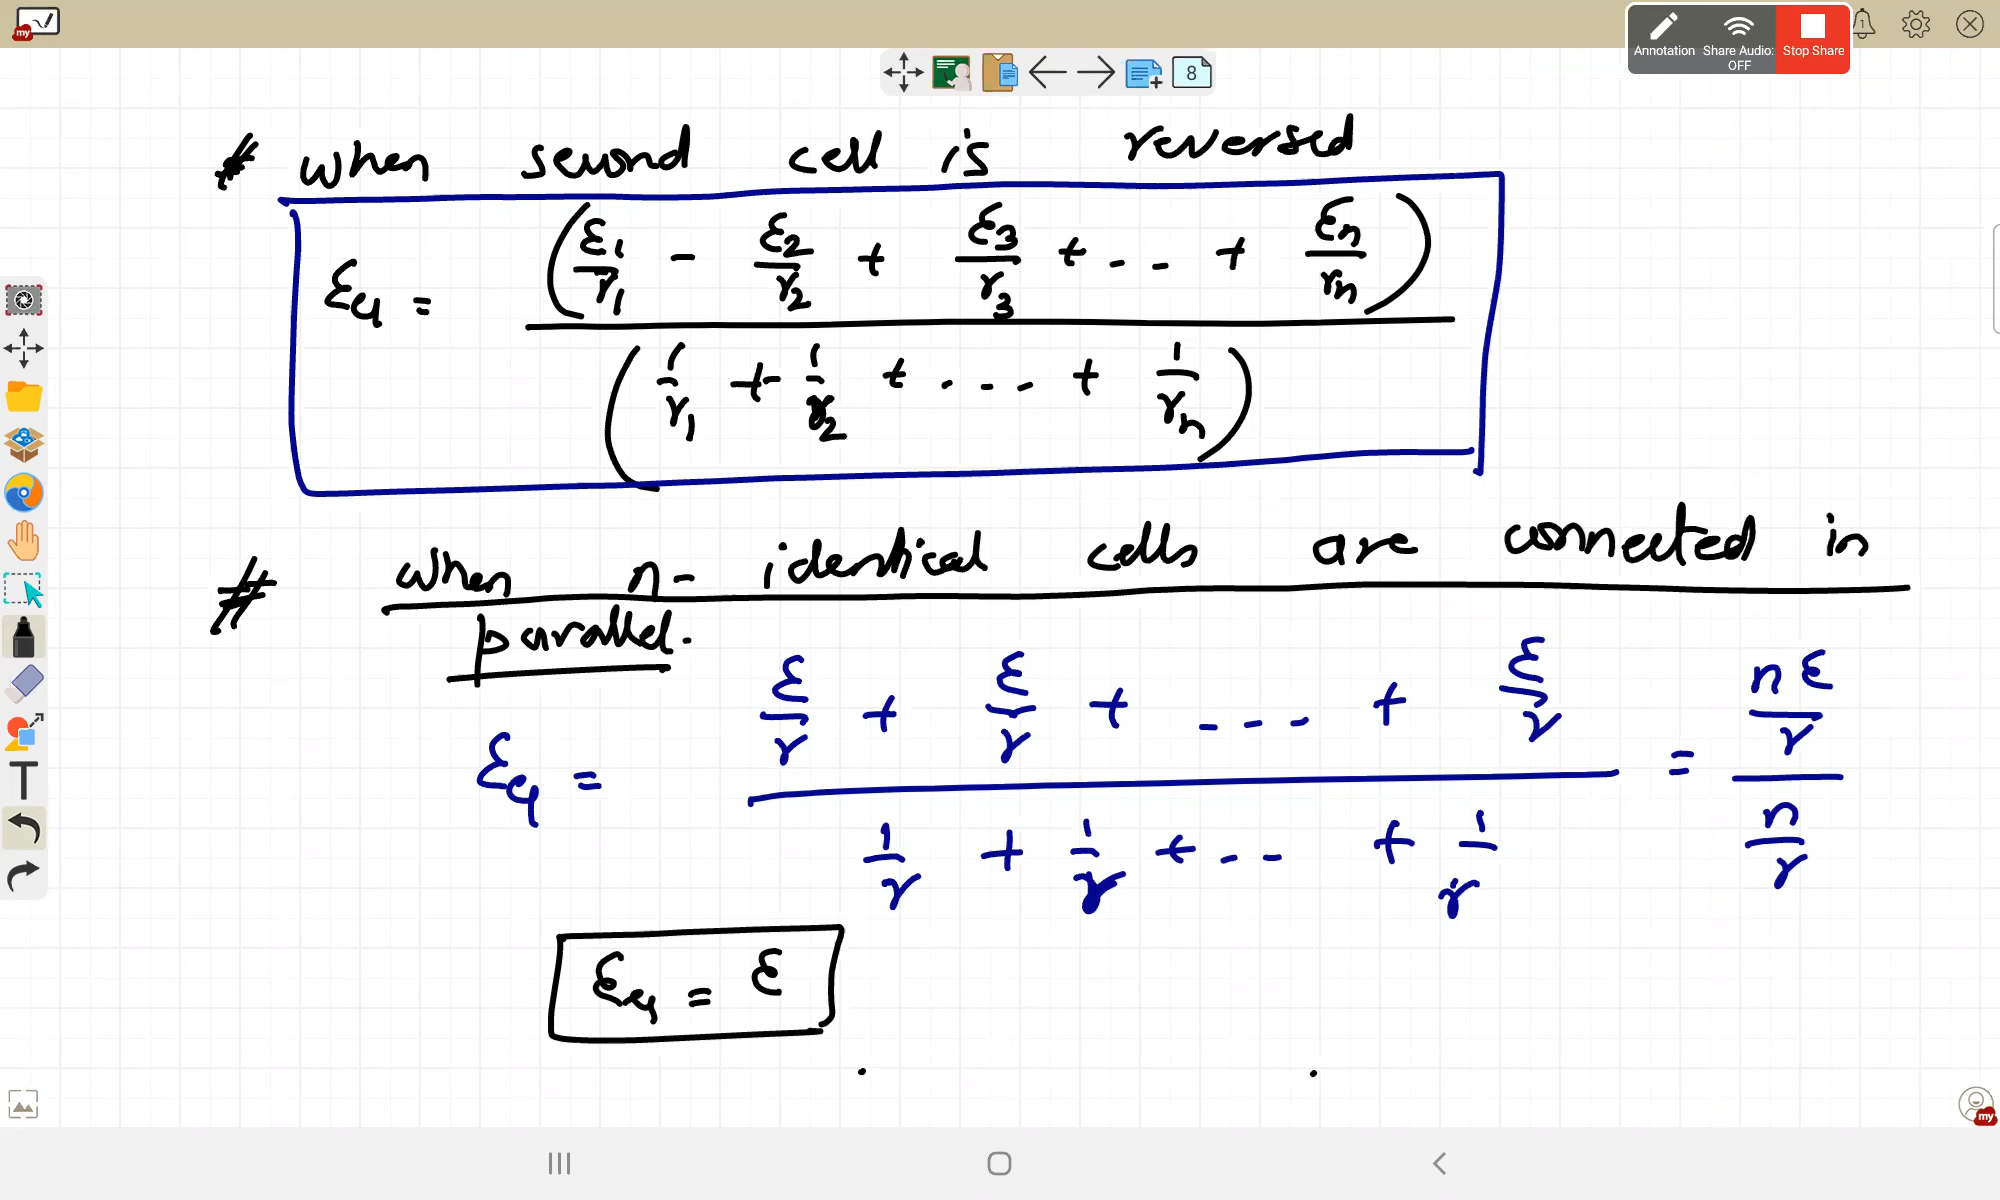 Annotation Share Audio: OFF Stop Share
1
8
# when second cell is reversed
εeq = (ε1/r1 - ε2/r2 + ε3/r3 + .-- + εn/rn) / (1/r1 + 1/r2 + .-.. + 1/rn)
# when n- identical cells are connected in
parallel.
εeq = (ε/r + ε/r + ---- + ε/r) / (1/r + 1/r + -- + 1/r) = (nε/r) / (n/r)
εeq = ε